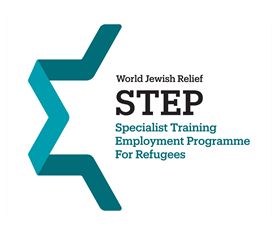 World Jewish Relief
STEP
Specialist Training
Employment Programme
For Refugees